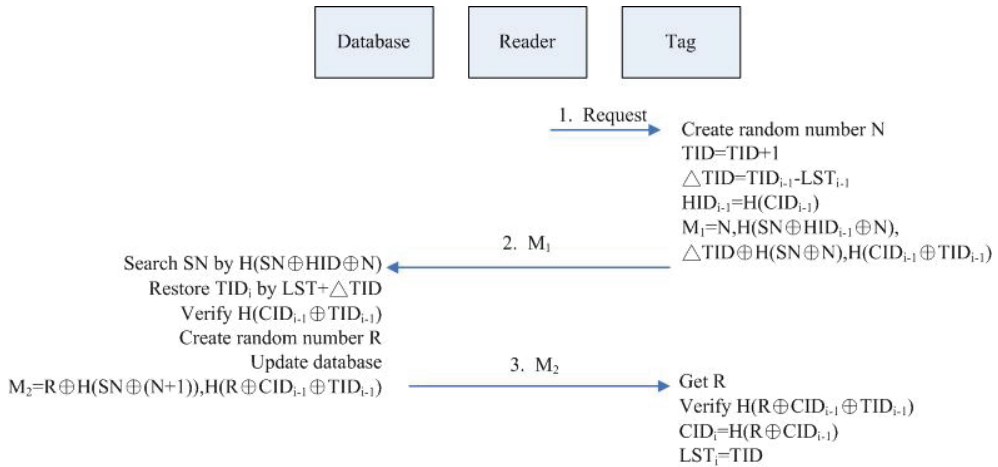 Database
Reader
Tag
1. Request
Create random number N
TID=TID+1
△TID=TIDᵢ₋₁-LSTᵢ₋₁
HIDᵢ₋₁=H(CIDᵢ₋₁)
M₁=N,H(SN⊕HIDᵢ₋₁⊕N),
△TID⊕H(SN⊕N),H(CIDᵢ₋₁⊕TIDᵢ₋₁)
2. M₁
Search SN by H(SN⊕HID⊕N)
Restore TIDᵢ by LST+△TID
Verify H(CIDᵢ₋₁⊕TIDᵢ₋₁)
Create random number R
Update database
M₂=R⊕H(SN⊕(N+1)),H(R⊕CIDᵢ₋₁⊕TIDᵢ₋₁)
3. M₂
Get R
Verify H(R⊕CIDᵢ₋₁⊕TIDᵢ₋₁)
CIDᵢ=H(R⊕CIDᵢ₋₁)
LSTᵢ=TID